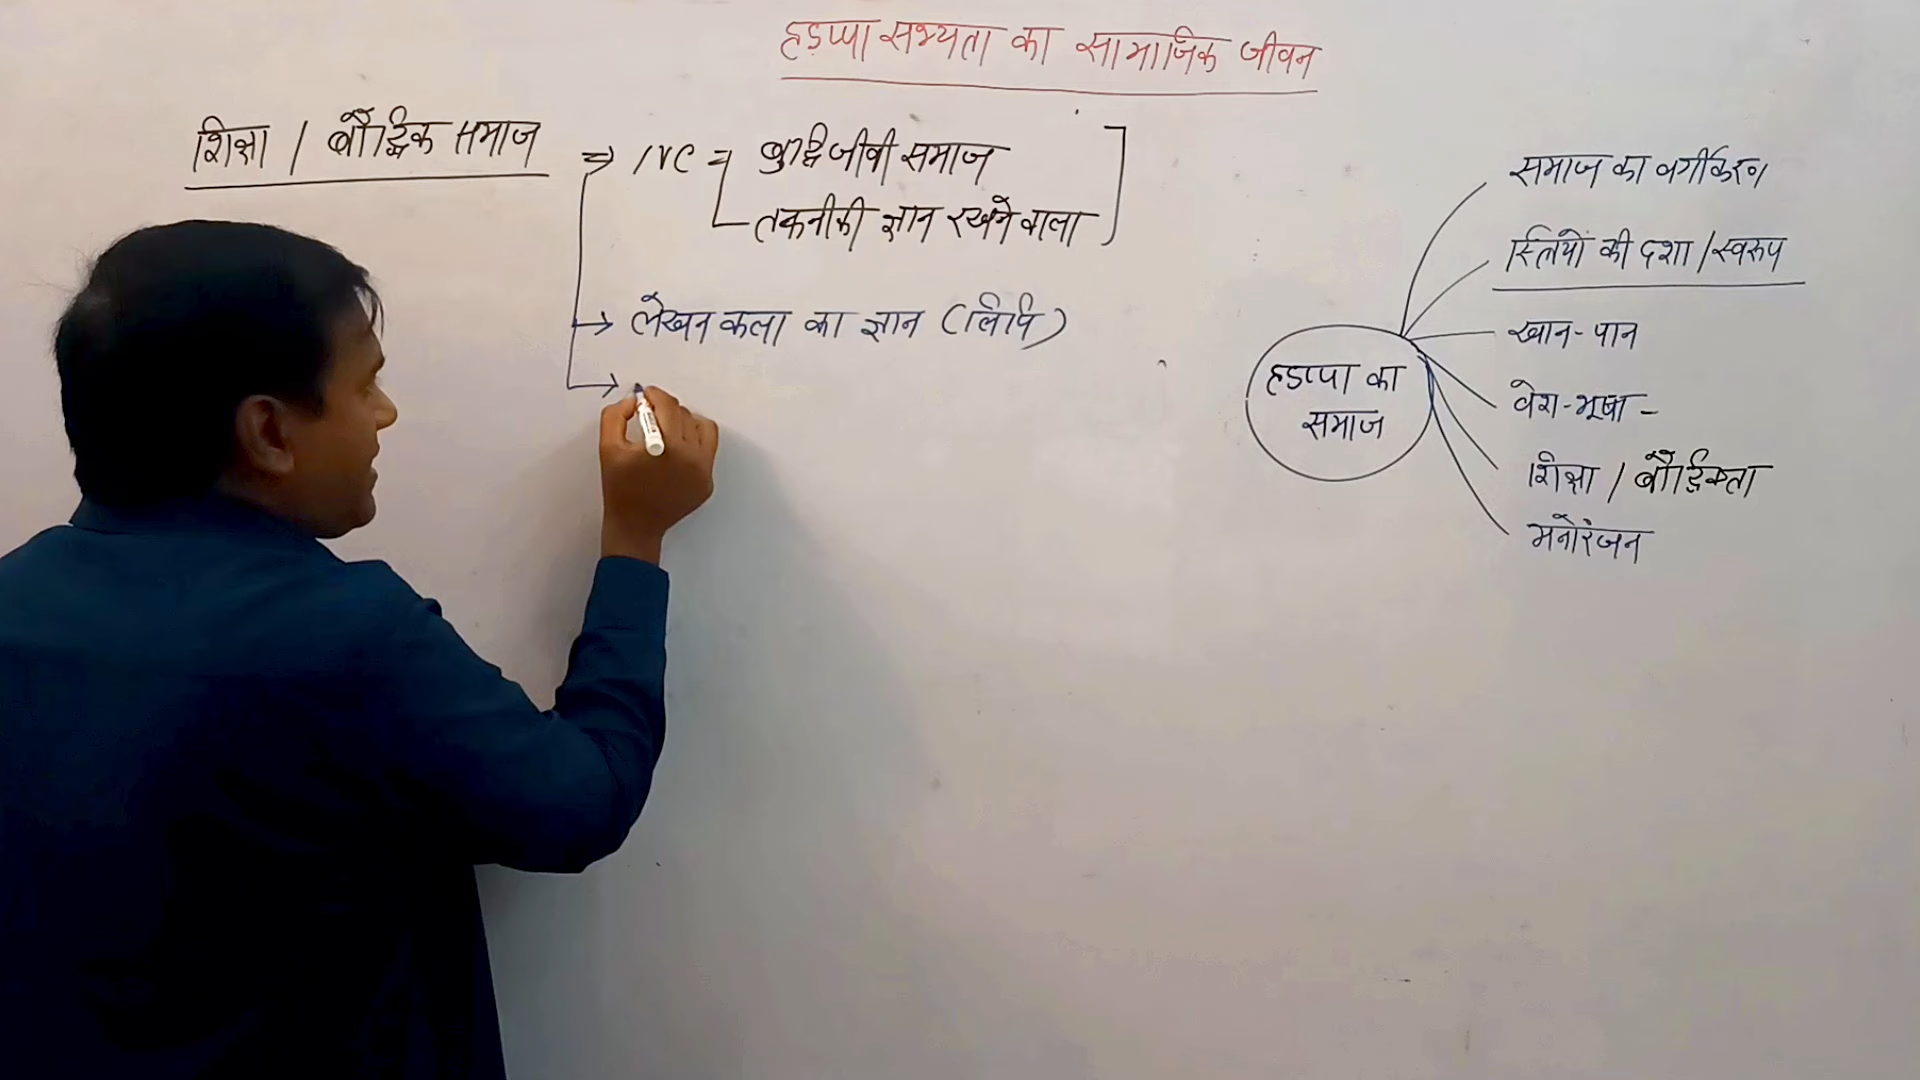 हड़प्पा सभ्यता का सामाजिक जीवन
शिक्षा / बौद्धिक समाज ⇒ IVC = बुद्धिजीवी समाज
तकनीकी ज्ञान रखने वाला
→ लेखन कला का ज्ञान (लिपि)
हडप्पा का
समाज
समाज का वर्गीकरण
स्त्रियों की दशा / स्वरूप
खान-पान
वेश-भूषा -
शिक्षा / बौद्धिकता
मनोरंजन